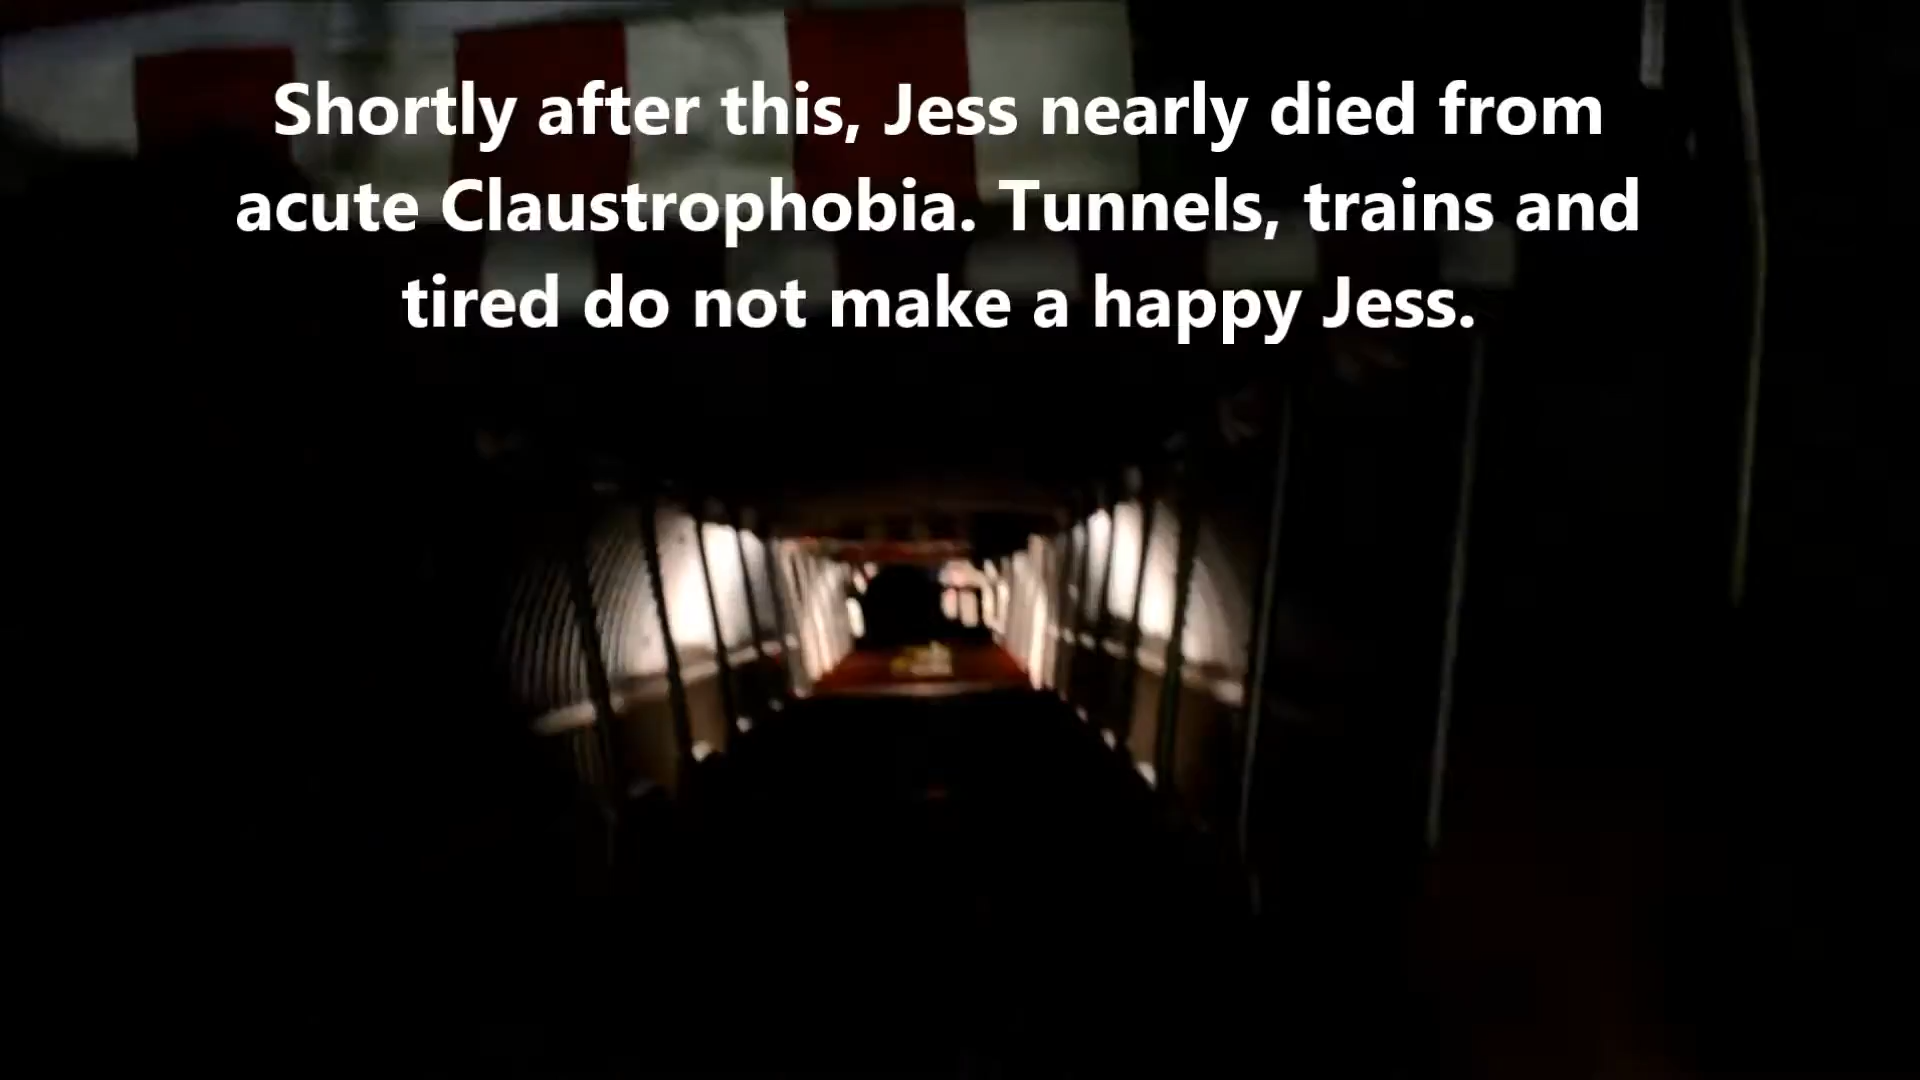 Shortly after this, Jess nearly died from
acute Claustrophobia. Tunnels, trains and
tired do not make a happy Jess.